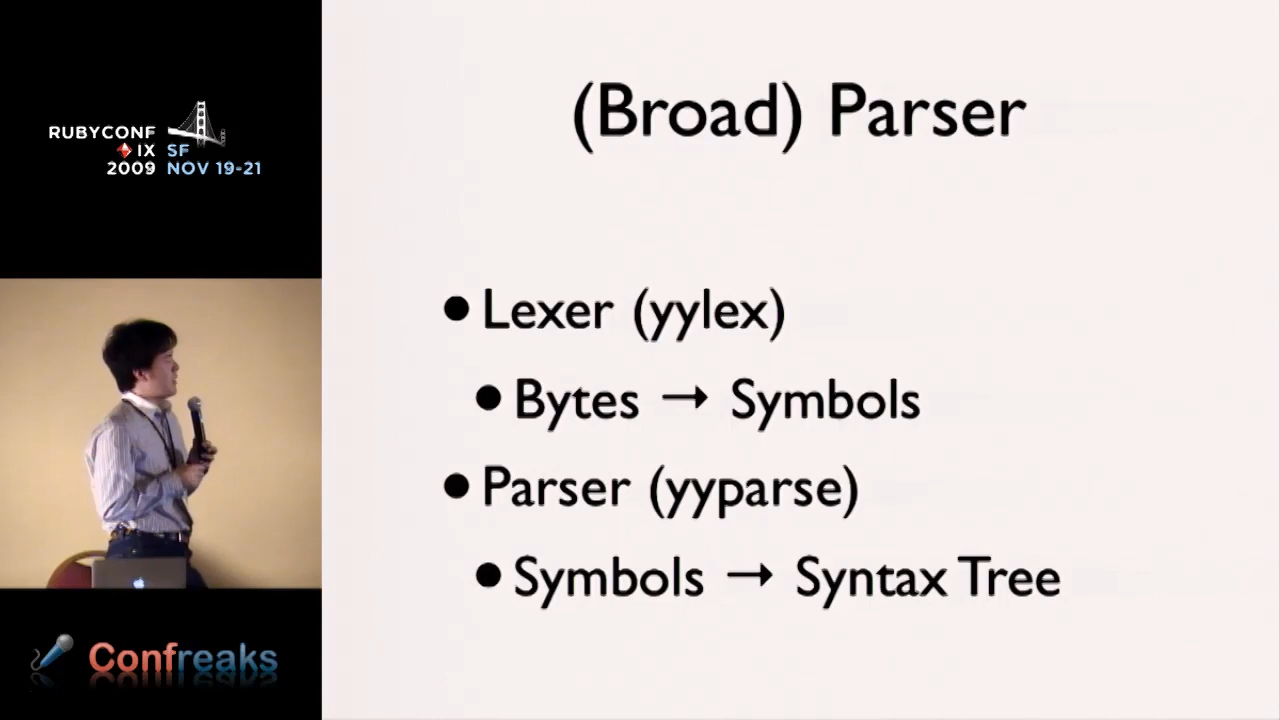 RUBYCONF
IX SF
2009 NOV 19-21
Confreaks
(Broad) Parser
• Lexer (yylex)
• Bytes → Symbols
• Parser (yyparse)
• Symbols → Syntax Tree